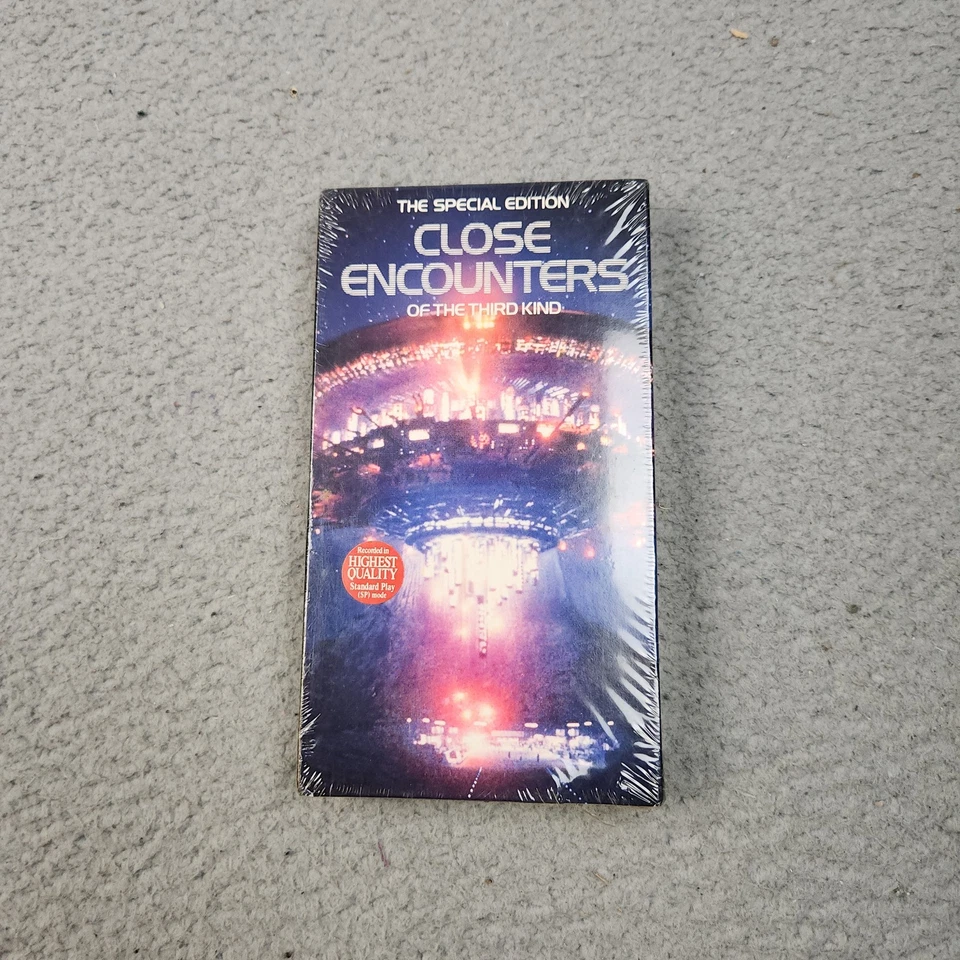 THE SPECIAL EDITION
CLOSE
ENCOUNTERS
OF THE THIRD KIND
Recorded in
HIGHEST
QUALITY
Standard Play
(SP) mode